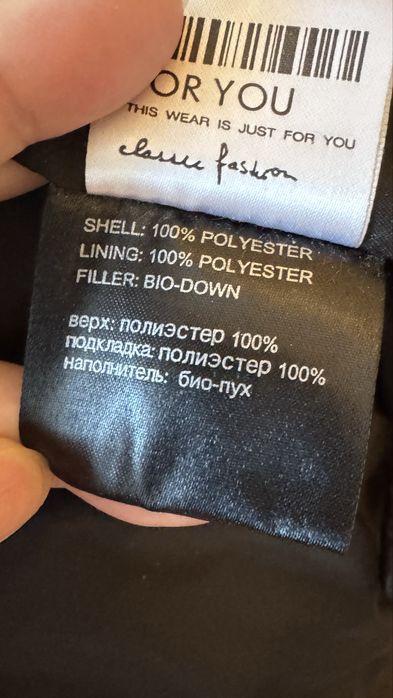 OR YOU
THIS WEAR IS JUST FOR YOU
classic fashion
SHELL: 100% POLYESTER
LINING: 100% POLYESTER
FILLER: BIO-DOWN
верх: полиэстер 100%
подкладка: полиэстер 100%
наполнитель: био-пух